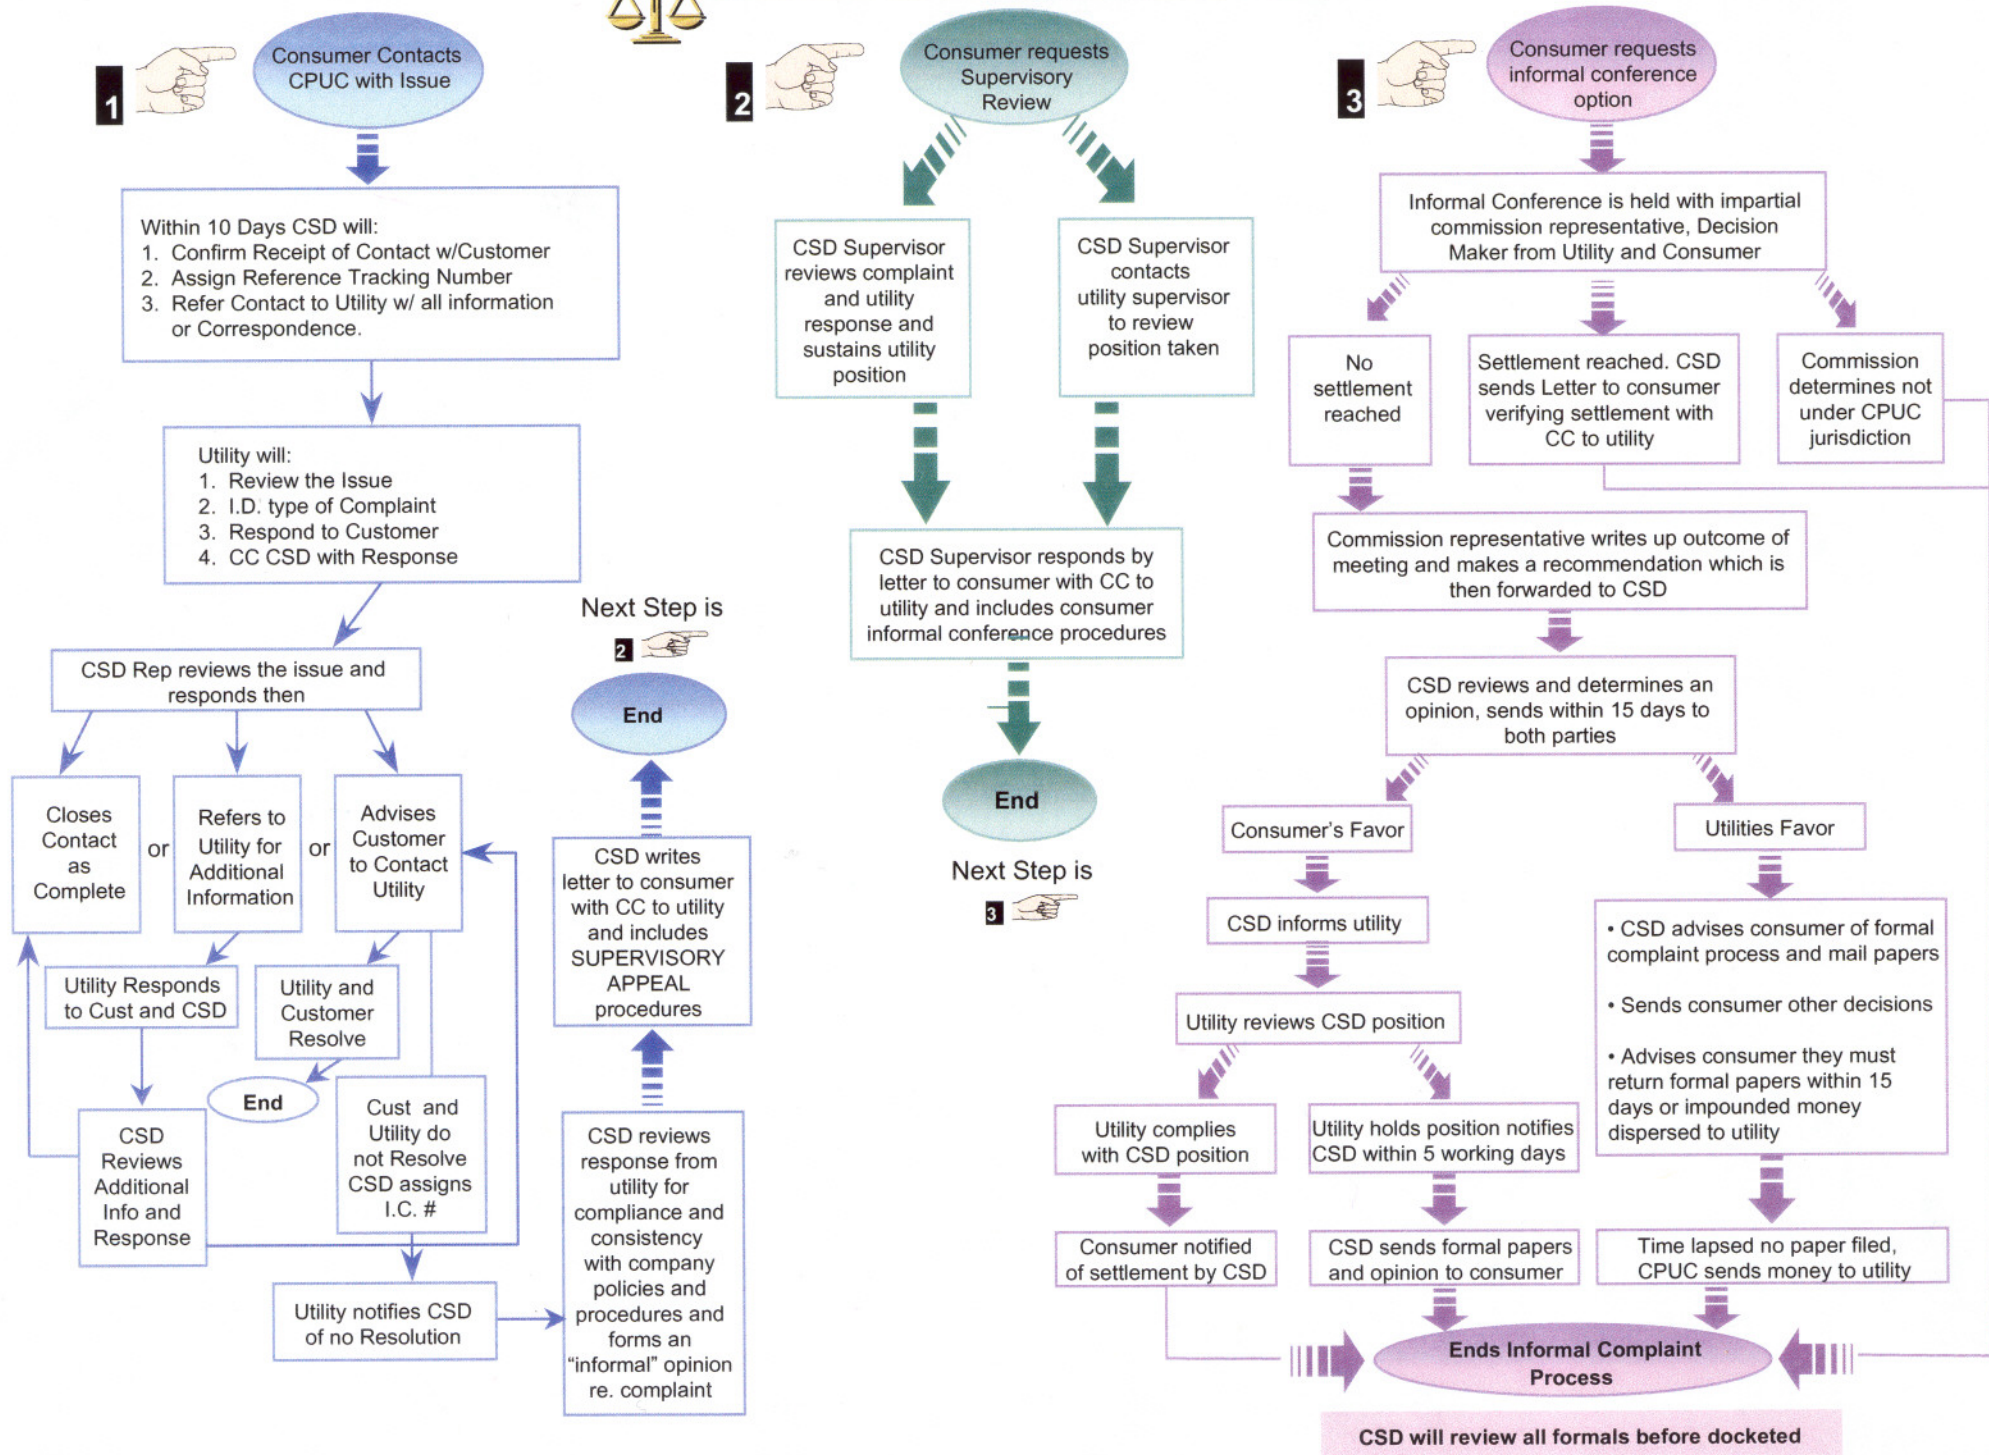 1
Consumer Contacts
CPUC with Issue
Within 10 Days CSD will:
1. Confirm Receipt of Contact w/Customer
2. Assign Reference Tracking Number
3. Refer Contact to Utility w/ all information
or Correspondence.
Utility will:
1. Review the Issue
2. I.D. type of Complaint
3. Respond to Customer
4. CC CSD with Response
CSD Rep reviews the issue and
responds then
Closes
Contact
as
Complete
or
Refers to
Utility for
Additional
Information
or
Advises
Customer
to Contact
Utility
Utility Responds
to Cust and CSD
Utility and
Customer
Resolve
End
CSD
Reviews
Additional
Info and
Response
Cust and
Utility do
not Resolve
CSD assigns
I.C. #
Utility notifies CSD
of no Resolution
CSD reviews
response from
utility for
compliance and
consistency
with company
policies and
procedures and
forms an
“informal” opinion
re. complaint
CSD writes
letter to consumer
with CC to utility
and includes
SUPERVISORY
APPEAL
procedures
End
Next Step is
2
2
Consumer requests
Supervisory
Review
CSD Supervisor
reviews complaint
and utility
response and
sustains utility
position
CSD Supervisor
contacts
utility supervisor
to review
position taken
CSD Supervisor responds by
letter to consumer with CC to
utility and includes consumer
informal conference procedures
End
Next Step is
3
3
Consumer requests
informal conference
option
Informal Conference is held with impartial
commission representative, Decision
Maker from Utility and Consumer
No
settlement
reached
Settlement reached. CSD
sends Letter to consumer
verifying settlement with
CC to utility
Commission
determines not
under CPUC
jurisdiction
Commission representative writes up outcome of
meeting and makes a recommendation which is
then forwarded to CSD
CSD reviews and determines an
opinion, sends within 15 days to
both parties
Consumer’s Favor
CSD informs utility
Utility reviews CSD position
Utility complies
with CSD position
Consumer notified
of settlement by CSD
Utility holds position notifies
CSD within 5 working days
CSD sends formal papers
and opinion to consumer
Utilities Favor
• CSD advises consumer of formal
complaint process and mail papers
• Sends consumer other decisions
• Advises consumer they must
return formal papers within 15
days or impounded money
dispersed to utility
Time lapsed no paper filed,
CPUC sends money to utility
Ends Informal Complaint
Process
CSD will review all formals before docketed